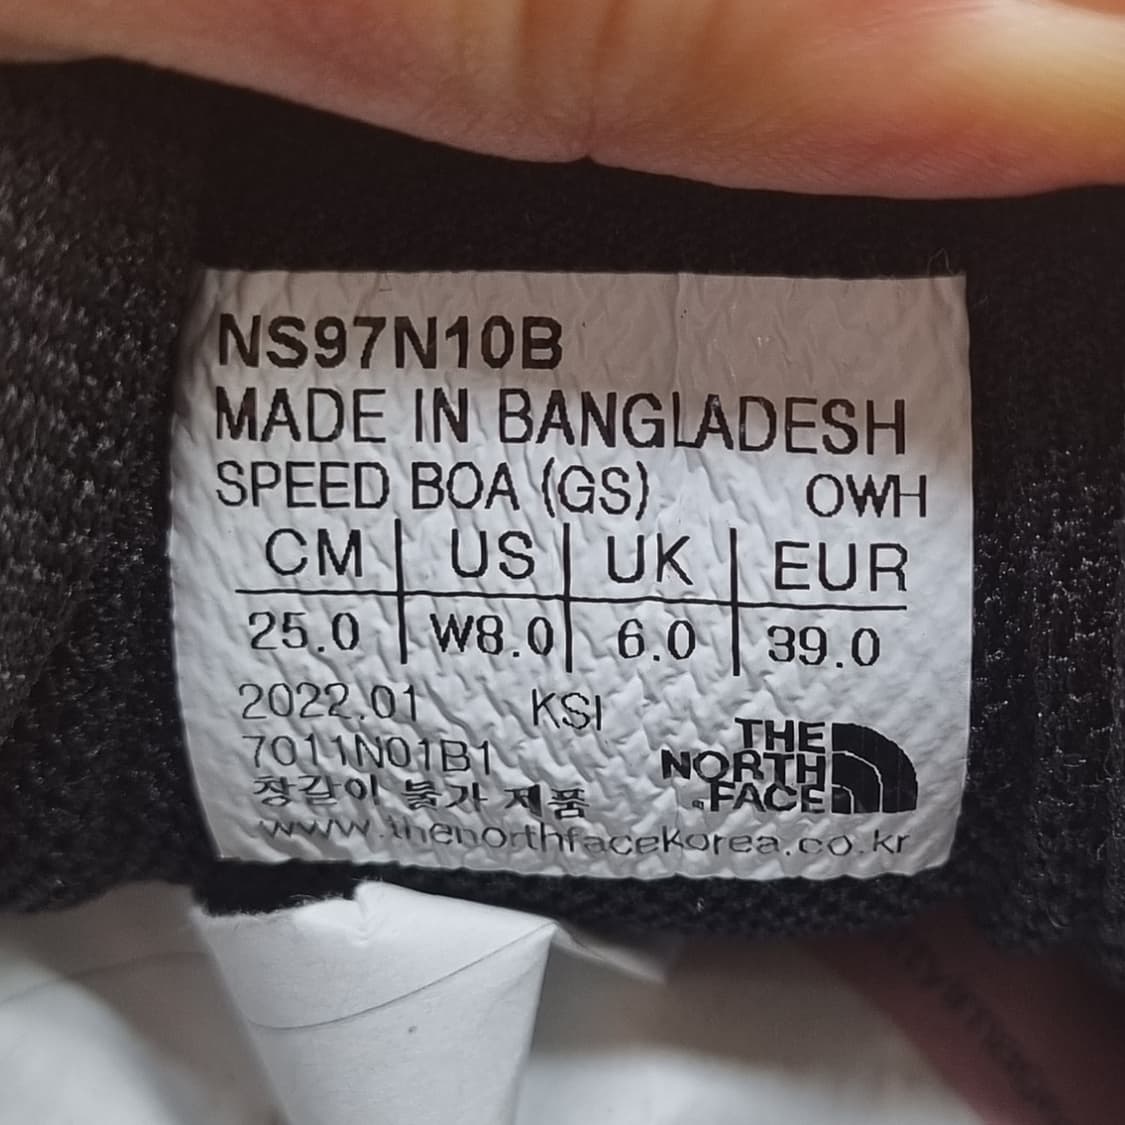 NS97N10B
MADE IN BANGLADESH
SPEED BOA (GS) OWH
CM US UK EUR
25.0 W8.0 6.0 39.0
2022.01 KSI
7011N01B1
창갈이 불가 제품
www.thenorthfacekorea.co.kr
THE
NORTH
FACE